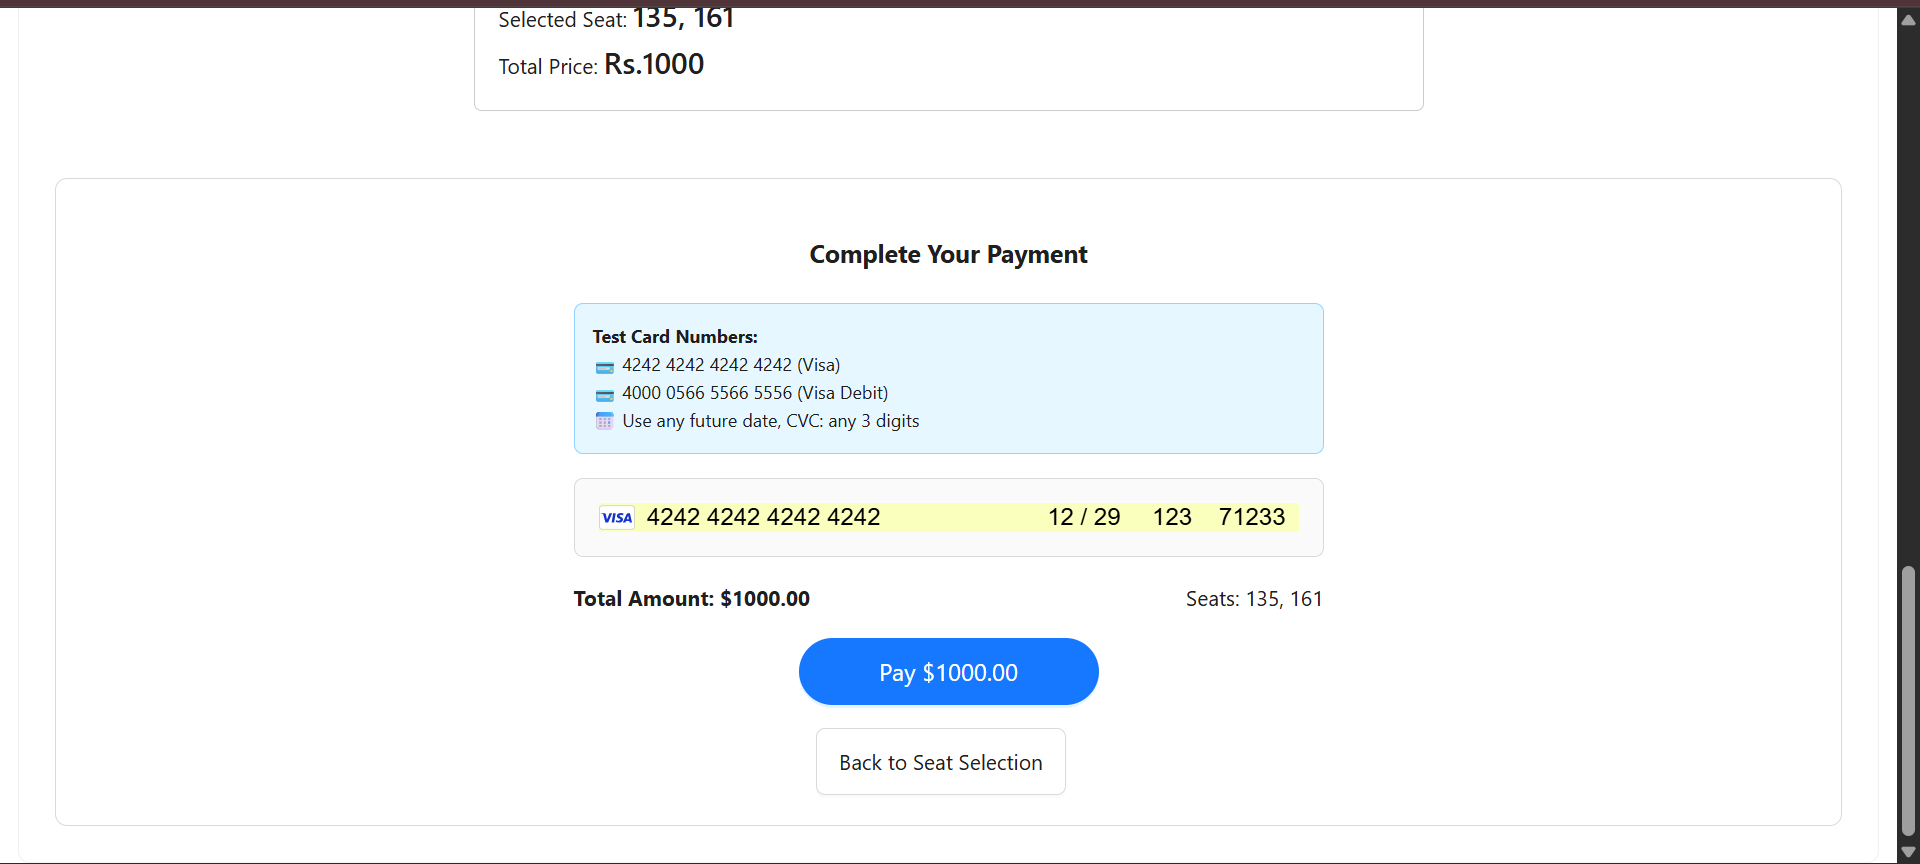 Selected Seat: 135, 161
Total Price: Rs.1000
Complete Your Payment
Test Card Numbers:
4242 4242 4242 4242 (Visa)
4000 0566 5566 5556 (Visa Debit)
Use any future date, CVC: any 3 digits
VISA 4242 4242 4242 4242 12 / 29 123 71233
Total Amount: $1000.00 Seats: 135, 161
Pay $1000.00
Back to Seat Selection